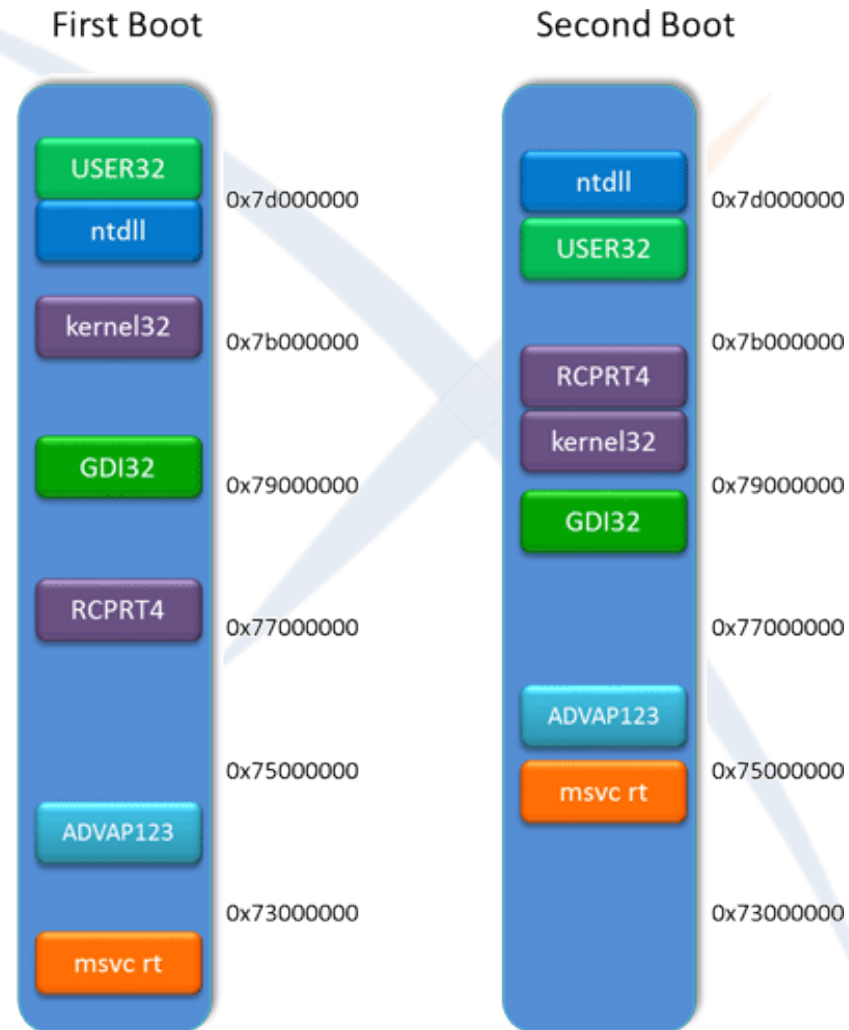 First Boot
USER32
0x7d000000
ntdll
kernel32
0x7b000000
GDI32
0x79000000
RCPRT4
0x77000000
0x75000000
ADVAP123
0x73000000
msvc rt
Second Boot
ntdll
0x7d000000
USER32
0x7b000000
RCPRT4
kernel32
0x79000000
GDI32
0x77000000
ADVAP123
0x75000000
msvc rt
0x73000000